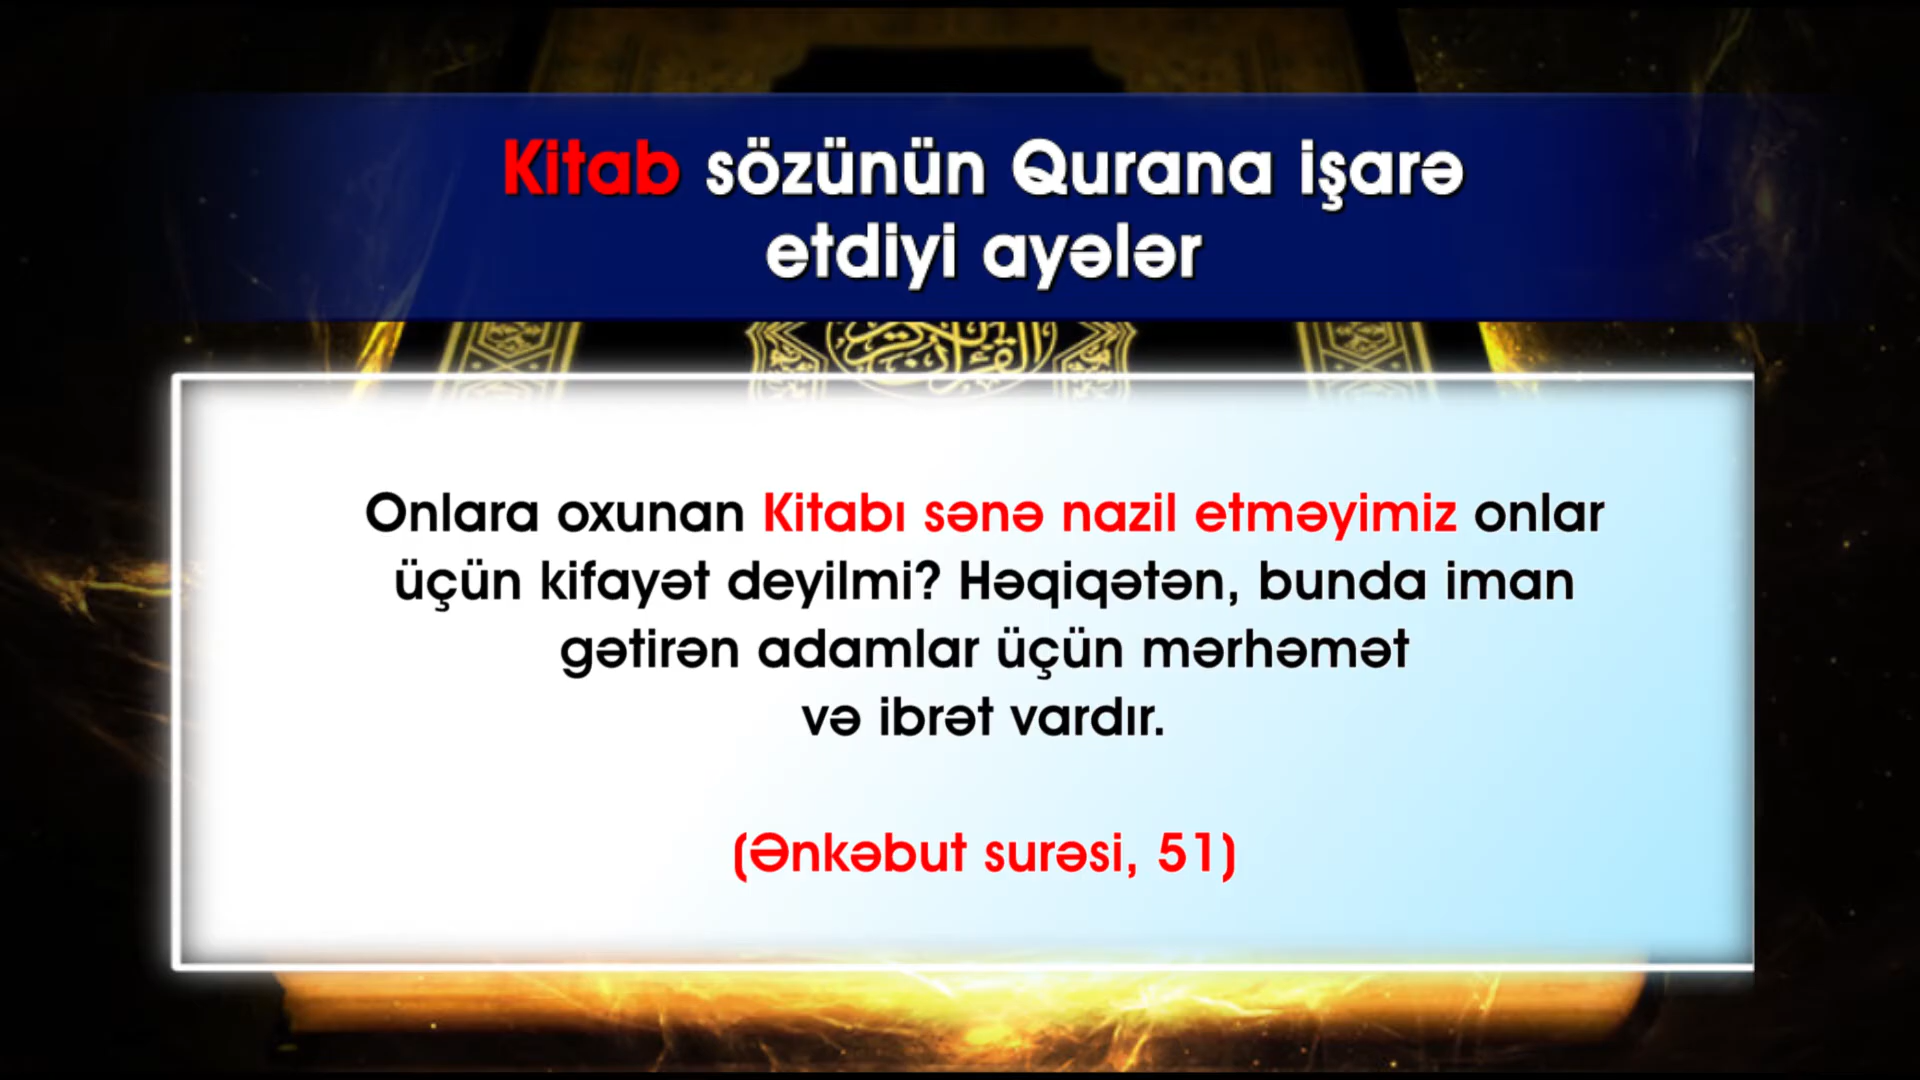 Kitab sözünün Qurana işarə
etdiyi ayələr
Onlara oxunan Kitabı sənə nazil etməyimiz onlar
üçün kifayət deyilmi? Həqiqətən, bunda iman
gətirən adamlar üçün mərhəmət
və ibrət vardır.
(Ənkəbut surəsi, 51)